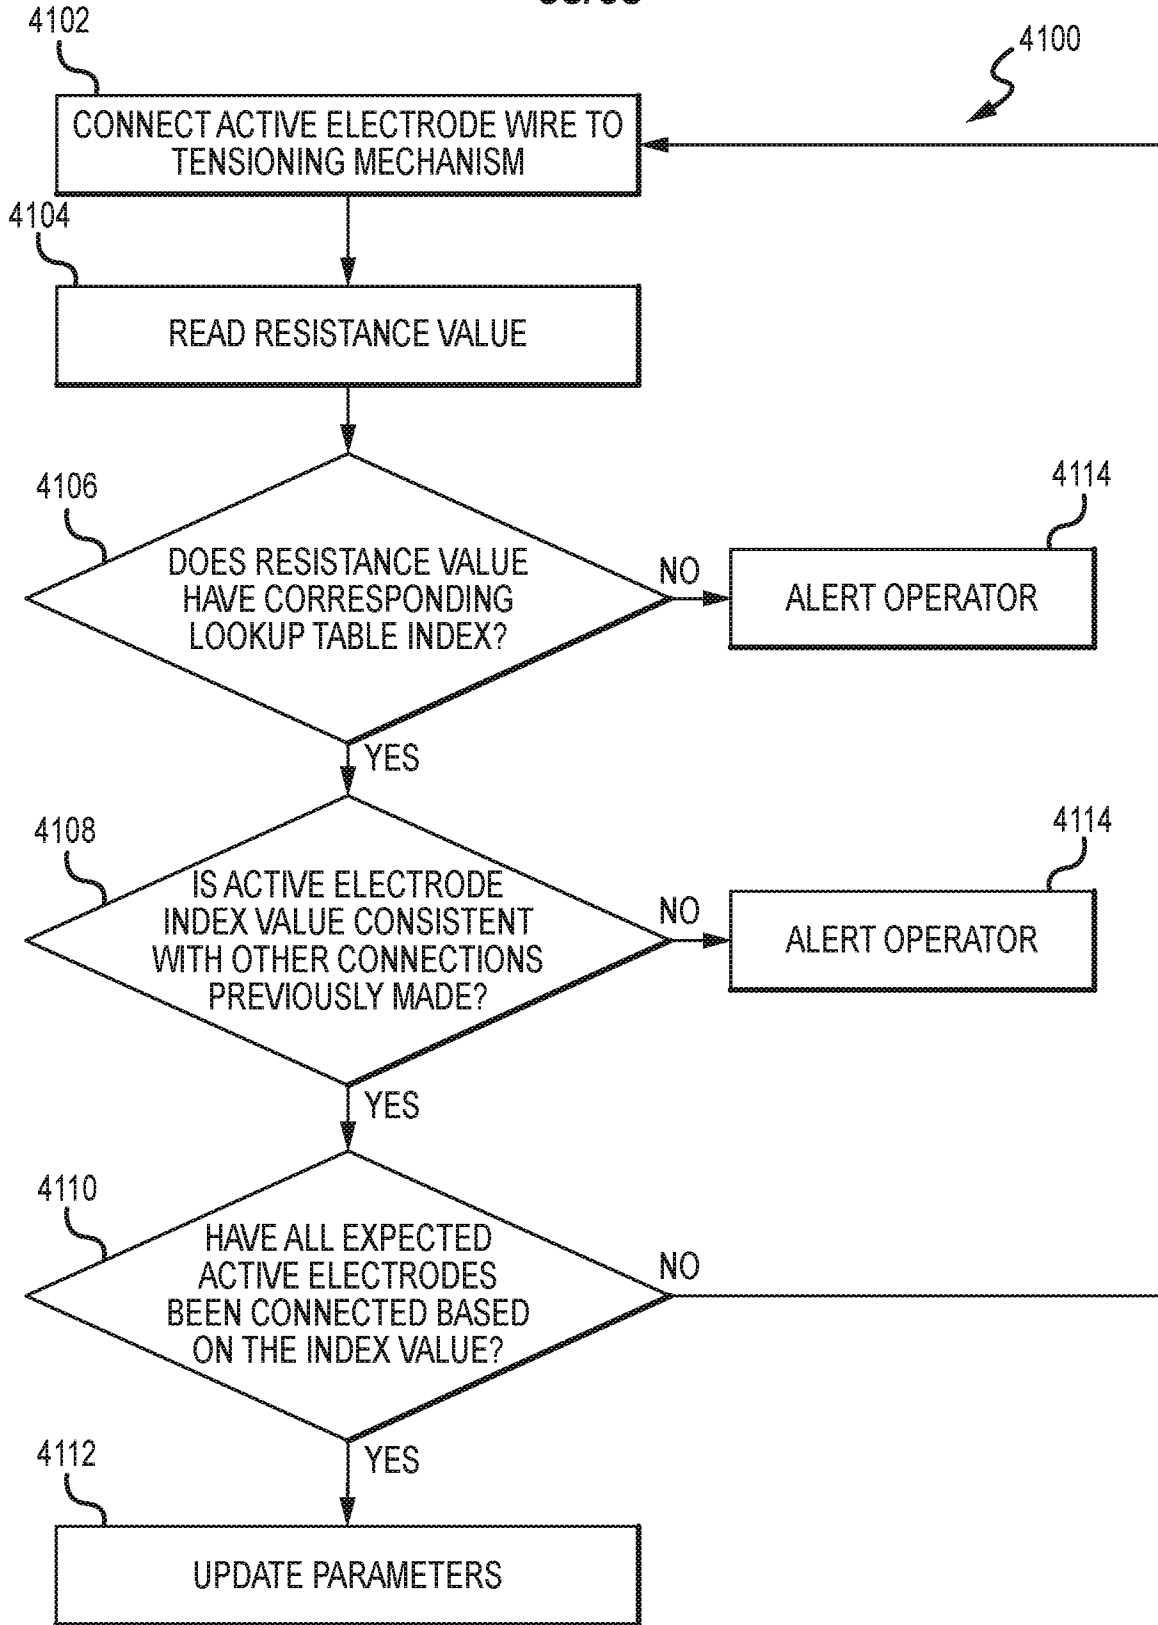 4102
4100
CONNECT ACTIVE ELECTRODE WIRE TO
TENSIONING MECHANISM
4104
READ RESISTANCE VALUE
4106
DOES RESISTANCE VALUE
HAVE CORRESPONDING
LOOKUP TABLE INDEX?
NO
4114
ALERT OPERATOR
YES
4108
IS ACTIVE ELECTRODE
INDEX VALUE CONSISTENT
WITH OTHER CONNECTIONS
PREVIOUSLY MADE?
NO
4114
ALERT OPERATOR
YES
4110
HAVE ALL EXPECTED
ACTIVE ELECTRODES
BEEN CONNECTED BASED
ON THE INDEX VALUE?
NO
YES
4112
UPDATE PARAMETERS